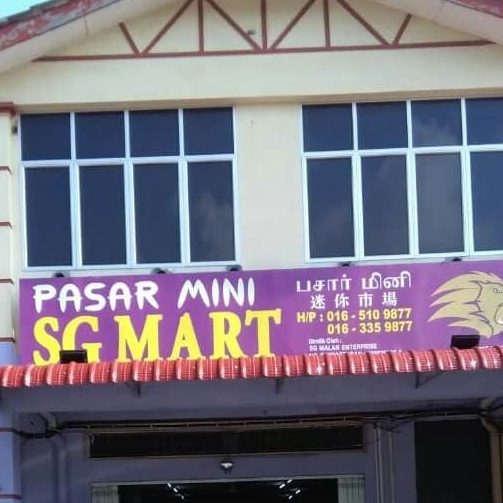 PASAR MINI
SG MART
பசார் மினி
迷你市場
H/P : 016 - 510 9877
016 - 335 9877
Dimiliki Oleh :
SG MALAR ENTERPRISE